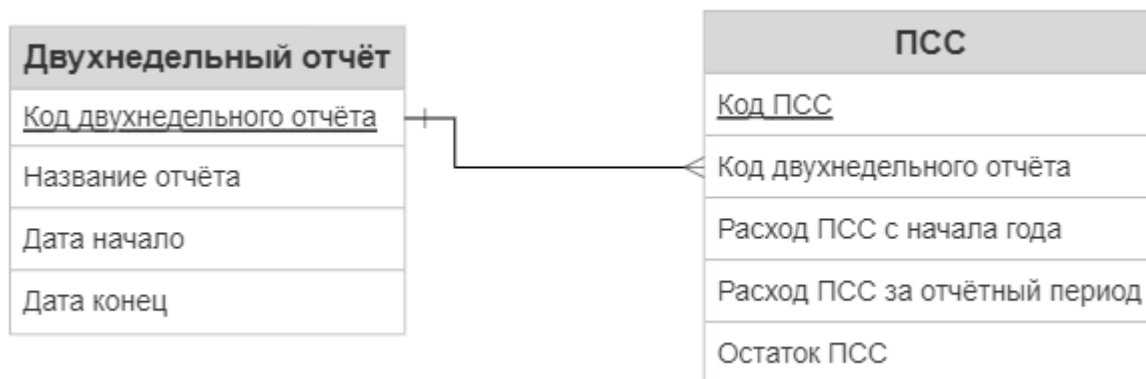 Двухнедельный отчёт
Код двухнедельного отчёта
Название отчёта
Дата начало
Дата конец
ПСС
Код ПСС
Код двухнедельного отчёта
Расход ПСС с начала года
Расход ПСС за отчётный период
Остаток ПСС